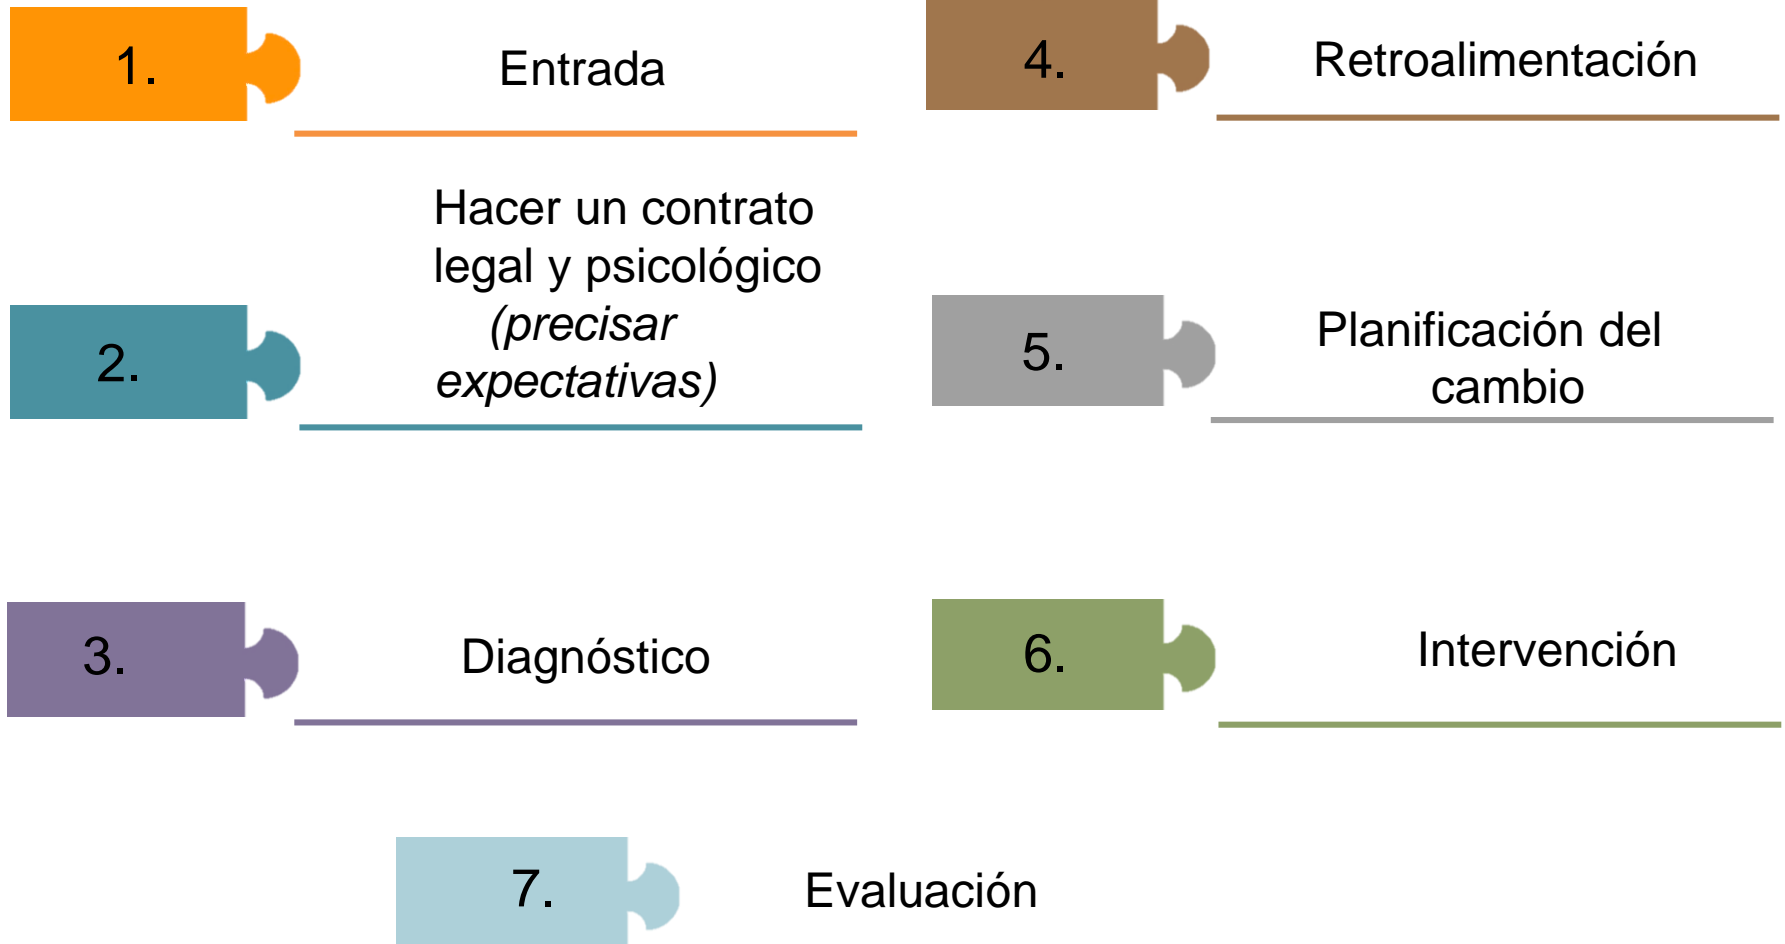 1.
Entrada
2.
Hacer un contrato
legal y psicológico
(precisar
expectativas)
3.
Diagnóstico
4.
Retroalimentación
5.
Planificación del
cambio
6.
Intervención
7.
Evaluación